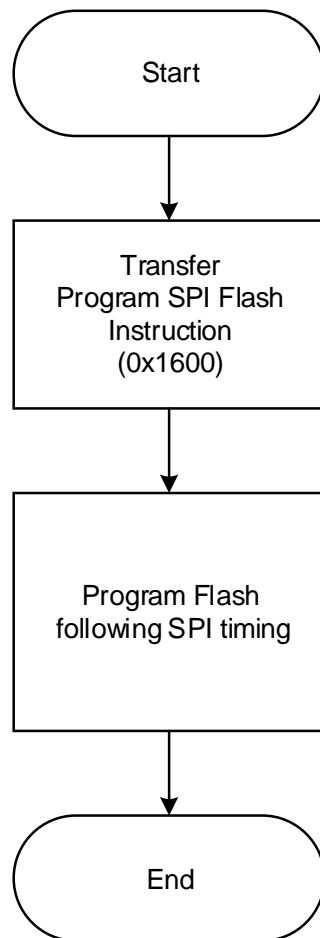 Start
Transfer
Program SPI Flash
Instruction
(0x1600)
Program Flash
following SPI timing
End